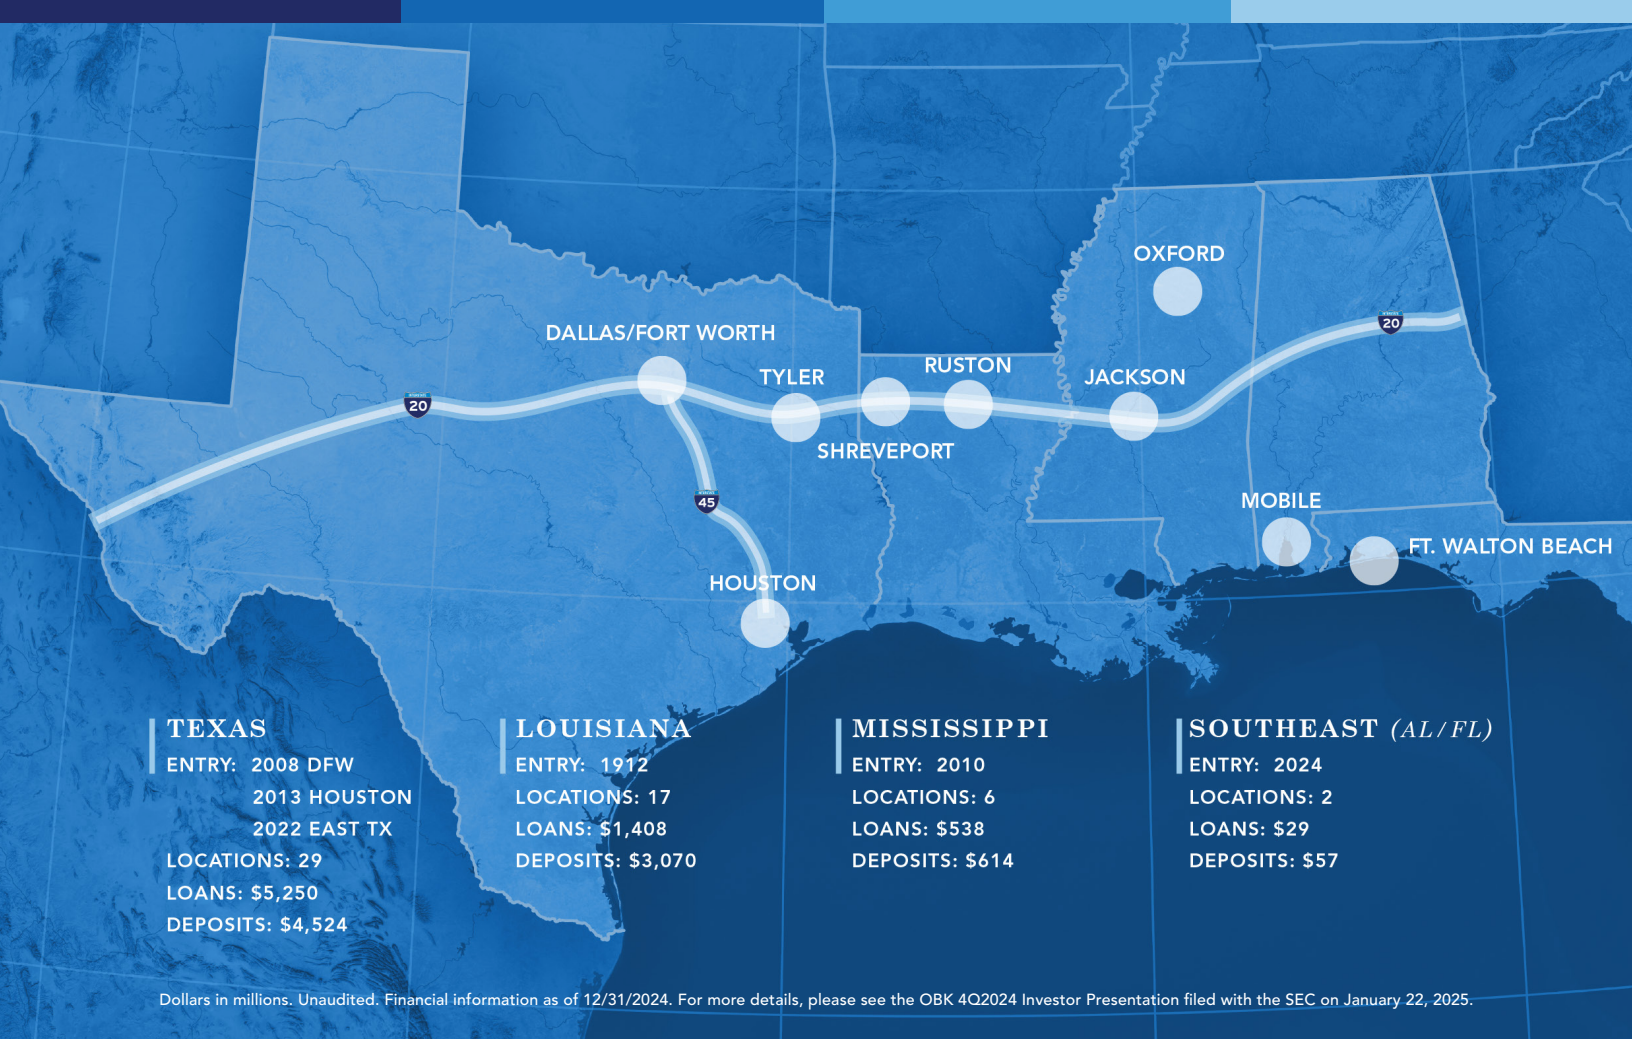 OXFORD
20
DALLAS/FORT WORTH
RUSTON
TYLER
JACKSON
20
SHREVEPORT
45
MOBILE
FT. WALTON BEACH
HOUSTON
TEXAS
ENTRY: 2008 DFW
2013 HOUSTON
2022 EAST TX
LOCATIONS: 29
LOANS: $5,250
DEPOSITS: $4,524
LOUISIANA
ENTRY: 1912
LOCATIONS: 17
LOANS: $1,408
DEPOSITS: $3,070
MISSISSIPPI
ENTRY: 2010
LOCATIONS: 6
LOANS: $538
DEPOSITS: $614
SOUTHEAST (AL/FL)
ENTRY: 2024
LOCATIONS: 2
LOANS: $29
DEPOSITS: $57
Dollars in millions. Unaudited. Financial information as of 12/31/2024. For more details, please see the OBK 4Q2024 Investor Presentation filed with the SEC on January 22, 2025.